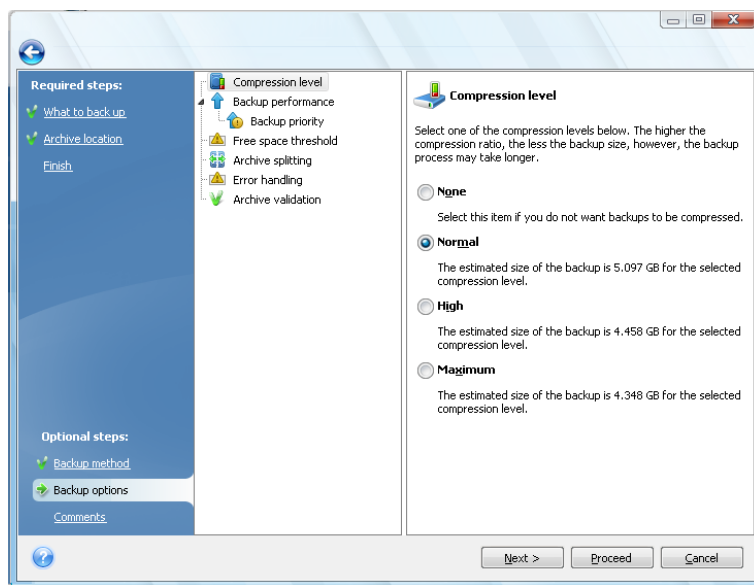 Required steps:
What to back up
Archive location
Finish
Optional steps:
Backup method
Backup options
Comments
Compression level
Backup performance
Backup priority
Free space threshold
Archive splitting
Error handling
Archive validation
Compression level
Select one of the compression levels below. The higher the
compression ratio, the less the backup size, however, the backup
process may take longer.
None
Select this item if you do not want backups to be compressed.
Normal
The estimated size of the backup is 5.097 GB for the selected
compression level.
High
The estimated size of the backup is 4.458 GB for the selected
compression level.
Maximum
The estimated size of the backup is 4.348 GB for the selected
compression level.
Next >
Proceed
Cancel